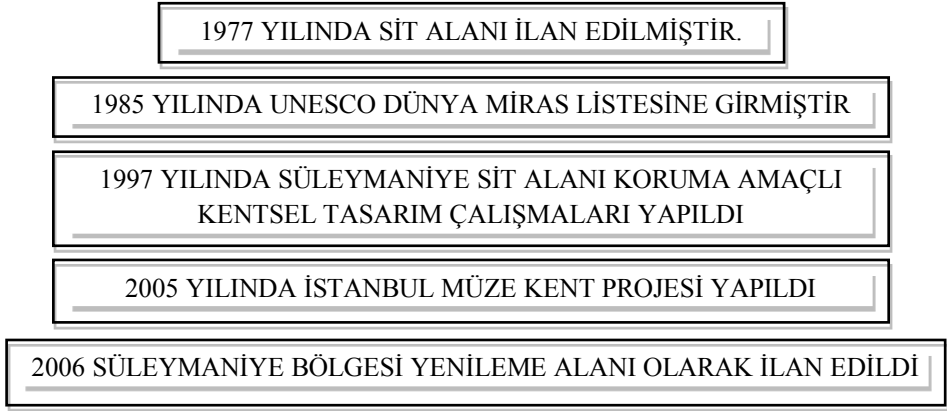 1977 YILINDA SİT ALANI İLAN EDİLMİŞTİR.
1985 YILINDA UNESCO DÜNYA MİRAS LİSTESİNE GİRMİŞTİR
1997 YILINDA SÜLEYMANİYE SİT ALANI KORUMA AMAÇLI
KENTSEL TASARIM ÇALIŞMALARI YAPILDI
2005 YILINDA İSTANBUL MÜZE KENT PROJESİ YAPILDI
2006 SÜLEYMANİYE BÖLGESİ YENİLEME ALANI OLARAK İLAN EDİLDİ